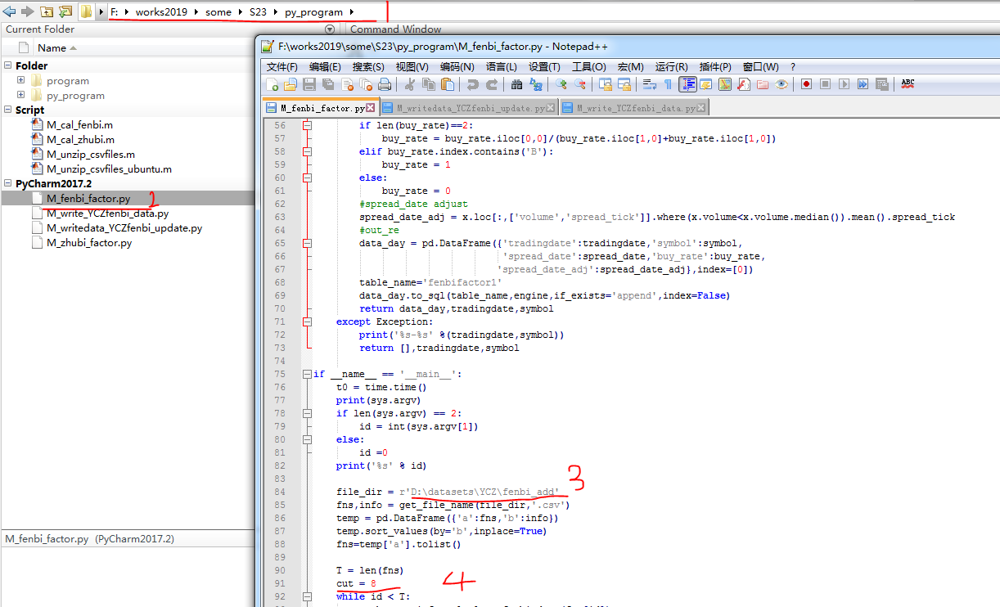 F: ▸ works2019 ▸ some ▸ S23 ▸ py_program ▸
1
Current Folder
Command Window
Name
Folder
program
py_program
Script
M_cal_fenbi.m
M_cal_zhubi.m
M_unzip_csvfiles.m
M_unzip_csvfiles_ubuntu.m
PyCharm2017.2
M_fenbi_factor.py
2
M_write_YCZfenbi_data.py
M_writedata_YCZfenbi_update.py
M_zhubi_factor.py
M_fenbi_factor.py (PyCharm2017.2)
F:\works2019\some\S23\py_program\M_fenbi_factor.py - Notepad++
文件(F) 编辑(E) 搜索(S) 视图(V) 编码(N) 语言(L) 设置(T) 工具(O) 宏(M) 运行(R) 插件(P) 窗口(W) ?
ABC
M_fenbi_factor.py M_writedata_YCZfenbi_update.py M_write_YCZfenbi_data.py
56 if len(buy_rate)==2:
57 buy_rate = buy_rate.iloc[0,0]/(buy_rate.iloc[1,0]+buy_rate.iloc[1,0])
58 elif buy_rate.index.contains('B'):
59 buy_rate = 1
60 else:
61 buy_rate = 0
62 #spread_date adjust
63 spread_date_adj = x.loc[:,['volume','spread_tick']].where(x.volume<x.volume.median()).mean().spread_tick
64 #out_re
65 data_day = pd.DataFrame({'tradingdate':tradingdate,'symbol':symbol,
66 'spread_date':spread_date,'buy_rate':buy_rate,
67 'spread_date_adj':spread_date_adj},index=[0])
68 table_name='fenbifactor1'
69 data_day.to_sql(table_name,engine,if_exists='append',index=False)
70 return data_day,tradingdate,symbol
71 except Exception:
72 print('%s-%s' %(tradingdate,symbol))
73 return [],tradingdate,symbol
74
75 if __name__ == '__main__':
76 t0 = time.time()
77 print(sys.argv)
78 if len(sys.argv) == 2:
79 id = int(sys.argv[1])
80 else:
81 id =0
82 print('%s' % id)
83
84 file_dir = r'D:\datasets\YCZ\fenbi_add'
3
85 fns,info = get_file_name(file_dir,'.csv')
86 temp = pd.DataFrame({'a':fns,'b':info})
87 temp.sort_values(by='b',inplace=True)
88 fns=temp['a'].tolist()
89
90 T = len(fns)
91 cut = 8
4
92 while id < T: